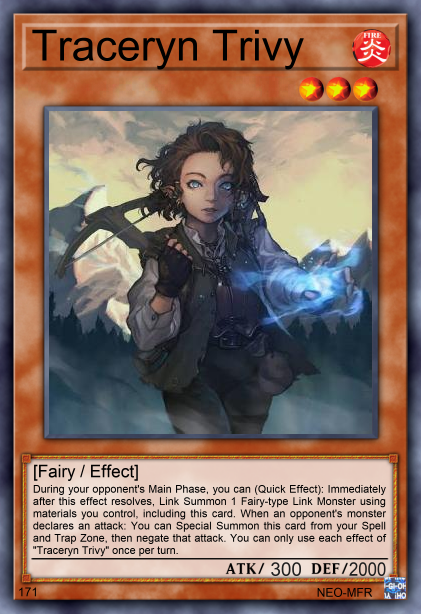 Traceryn Trivy
FIRE
炎
[Fairy / Effect]
During your opponent's Main Phase, you can (Quick Effect): Immediately
after this effect resolves, Link Summon 1 Fairy-type Link Monster using
materials you control, including this card. When an opponent's monster
declares an attack: You can Special Summon this card from your Spell
and Trap Zone, then negate that attack. You can only use each effect of
"Traceryn Trivy" once per turn.
ATK/ 300 DEF/2000
171 NEO-MFR